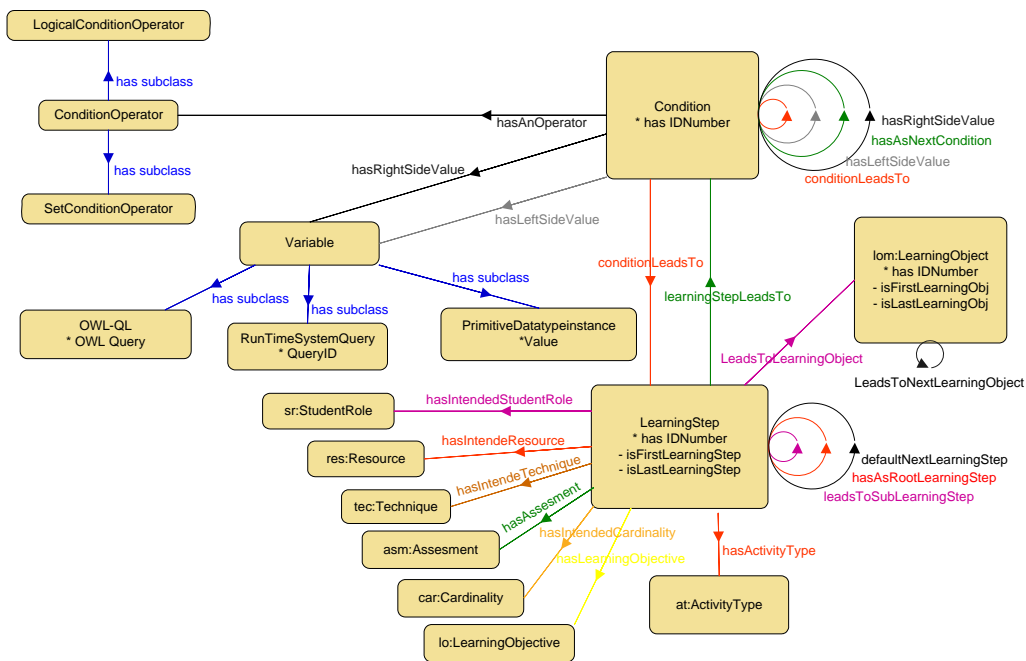 LogicalConditionOperator
has subclass
ConditionOperator
has subclass
SetConditionOperator
Condition
* has IDNumber
hasAnOperator
hasRightSideValue
hasLeftSideValue
hasRightSideValue
hasAsNextCondition
hasLeftSideValue
conditionLeadsTo
Variable
has subclass
has subclass
has subclass
OWL-QL
* OWL Query
RunTimeSystemQuery
* QueryID
PrimitiveDatatypeinstance
*Value
conditionLeadsTo
learningStepLeadsTo
lom:LearningObject
* has IDNumber
- isFirstLearningObj
- isLastLearningObj
LeadsToLearningObject
LeadsToNextLearningObject
LearningStep
* has IDNumber
- isFirstLearningStep
- isLastLearningStep
defaultNextLearningStep
hasAsRootLearningStep
leadsToSubLearningStep
hasIntendedStudentRole
sr:StudentRole
hasIntendeResource
res:Resource
hasIntendeTechnique
tec:Technique
hasAssesment
asm:Assesment
hasIntendedCardinality
car:Cardinality
hasLearningObjective
lo:LearningObjective
hasActivityType
at:ActivityType